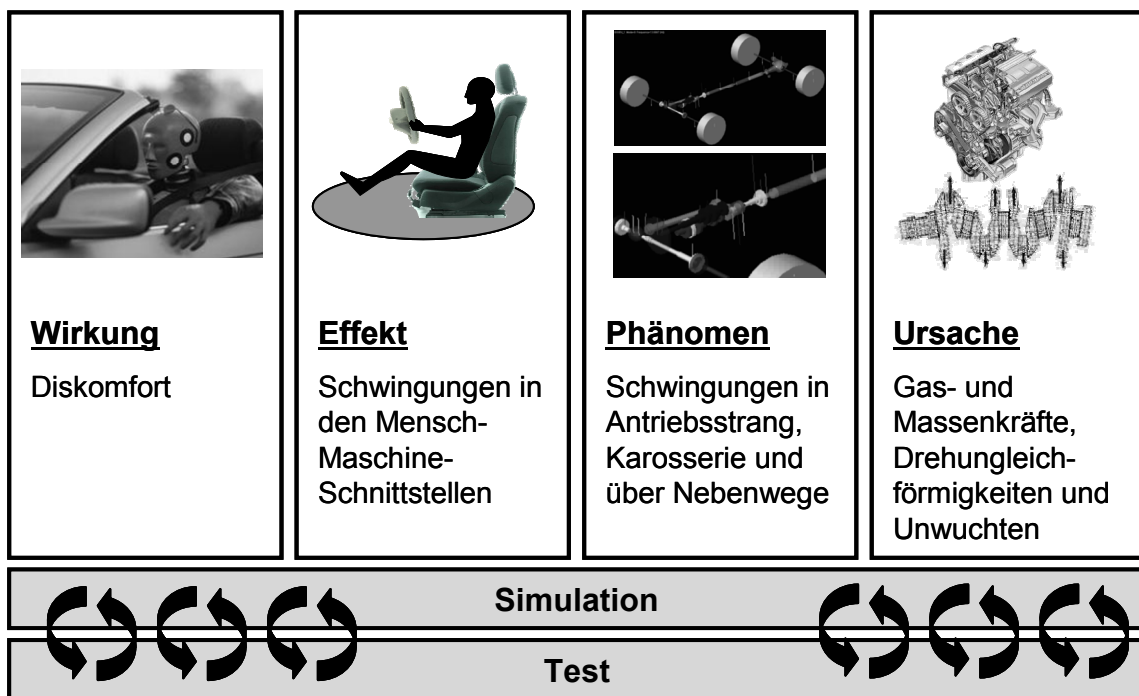 Wirkung
Diskomfort
Effekt
Schwingungen in
den Mensch-
Maschine-
Schnittstellen
Phänomen
Schwingungen in
Antriebsstrang,
Karosserie und
über Nebenwege
Ursache
Gas- und
Massenkräfte,
Drehungleich-
förmigkeiten und
Unwuchten
Simulation
Test